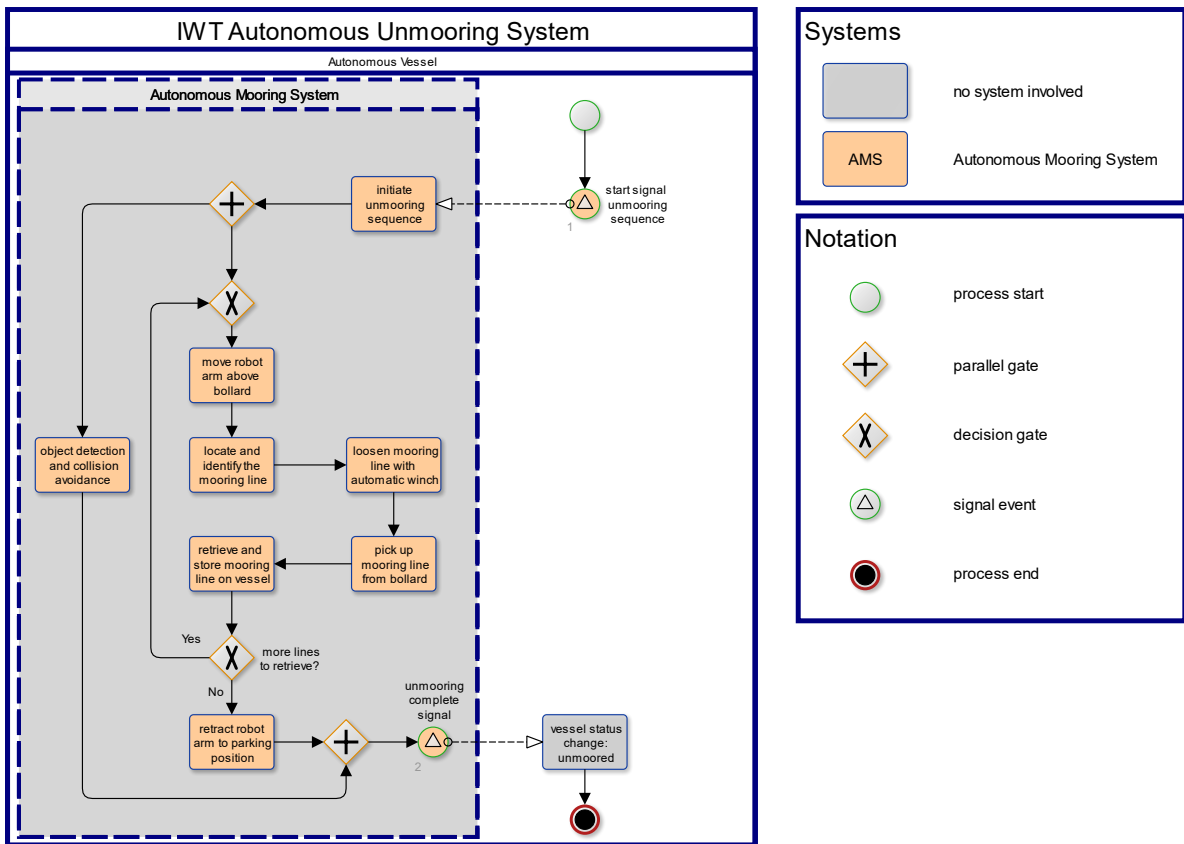 IWT Autonomous Unmooring System
Autonomous Vessel
Autonomous Mooring System
initiate
unmooring
sequence
start signal
unmooring
sequence
1
move robot
arm above
bollard
object detection
and collision
avoidance
locate and
identify the
mooring line
loosen mooring
line with
automatic winch
retrieve and
store mooring
line on vessel
pick up
mooring line
from bollard
Yes
more lines
to retrieve?
No
unmooring
complete
signal
retract robot
arm to parking
position
2
vessel status
change:
unmoored
Systems
no system involved
AMS
Autonomous Mooring System
Notation
process start
parallel gate
decision gate
signal event
process end